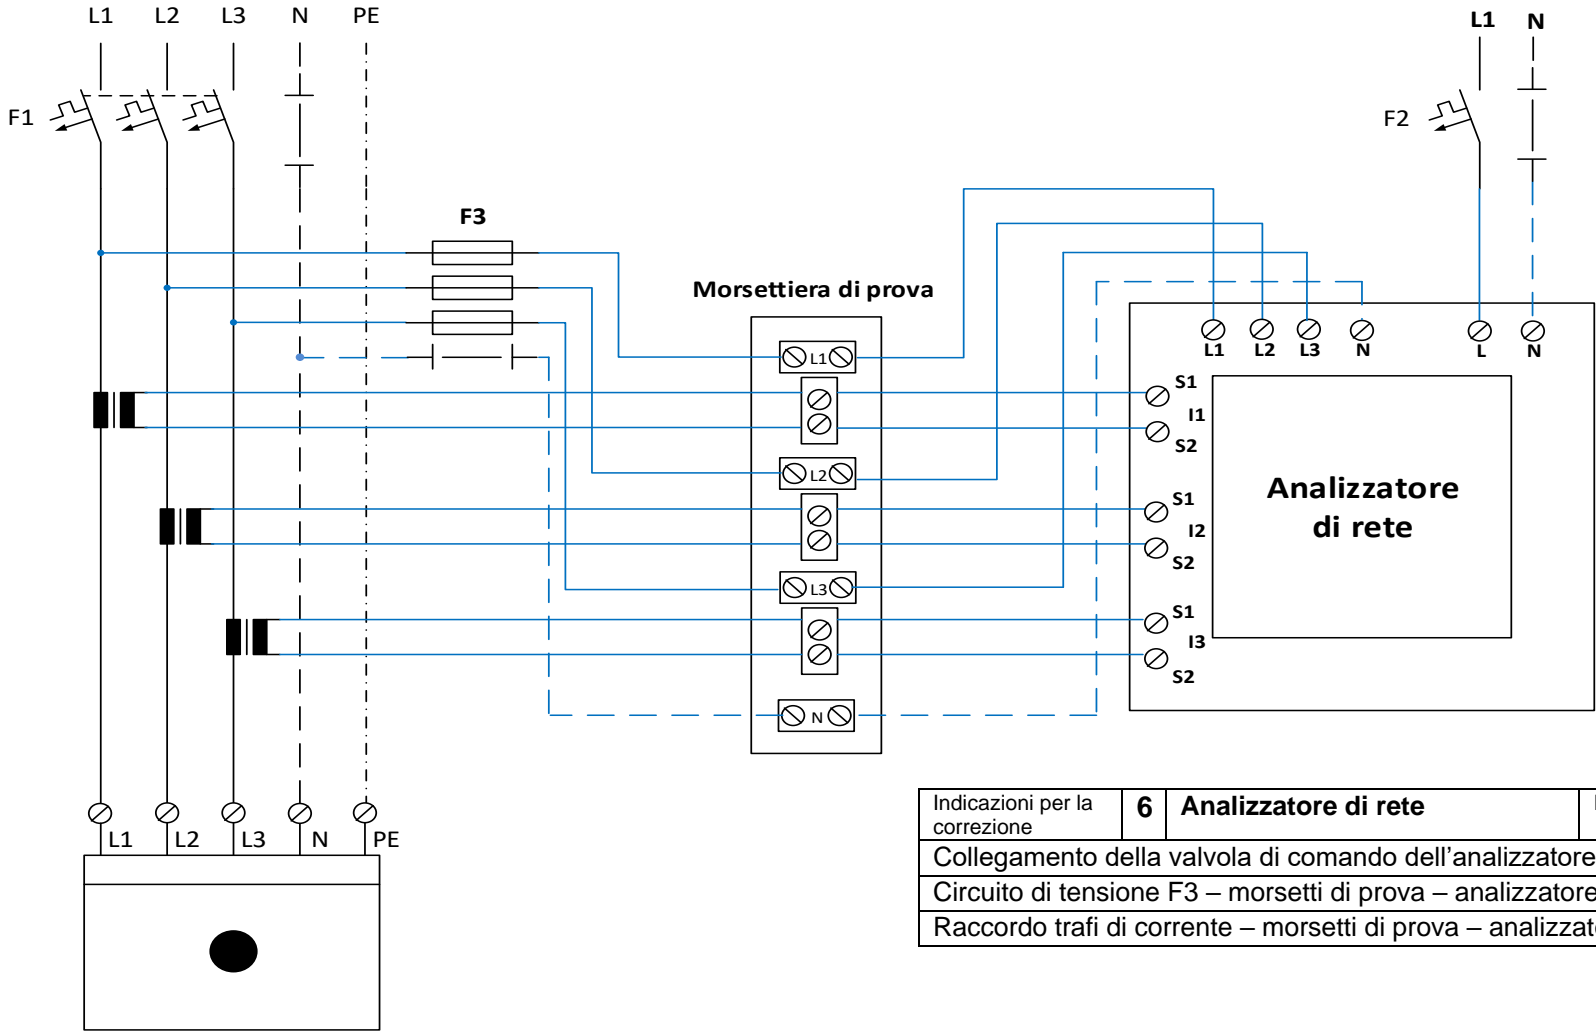 L1 L2 L3 N PE
L1 N
F1
F2
F3
Morsettiera di prova
L1
L2
L3
N
L1 L2 L3 N L N
S1
I1
S2
S1
I2
S2
S1
I3
S2
Analizzatore
di rete
L1 L2 L3 N PE
Indicazioni per la
correzione
6 Analizzatore di rete
Collegamento della valvola di comando dell'analizzatore
Circuito di tensione F3 – morsetti di prova – analizzatore
Raccordo trafi di corrente – morsetti di prova –